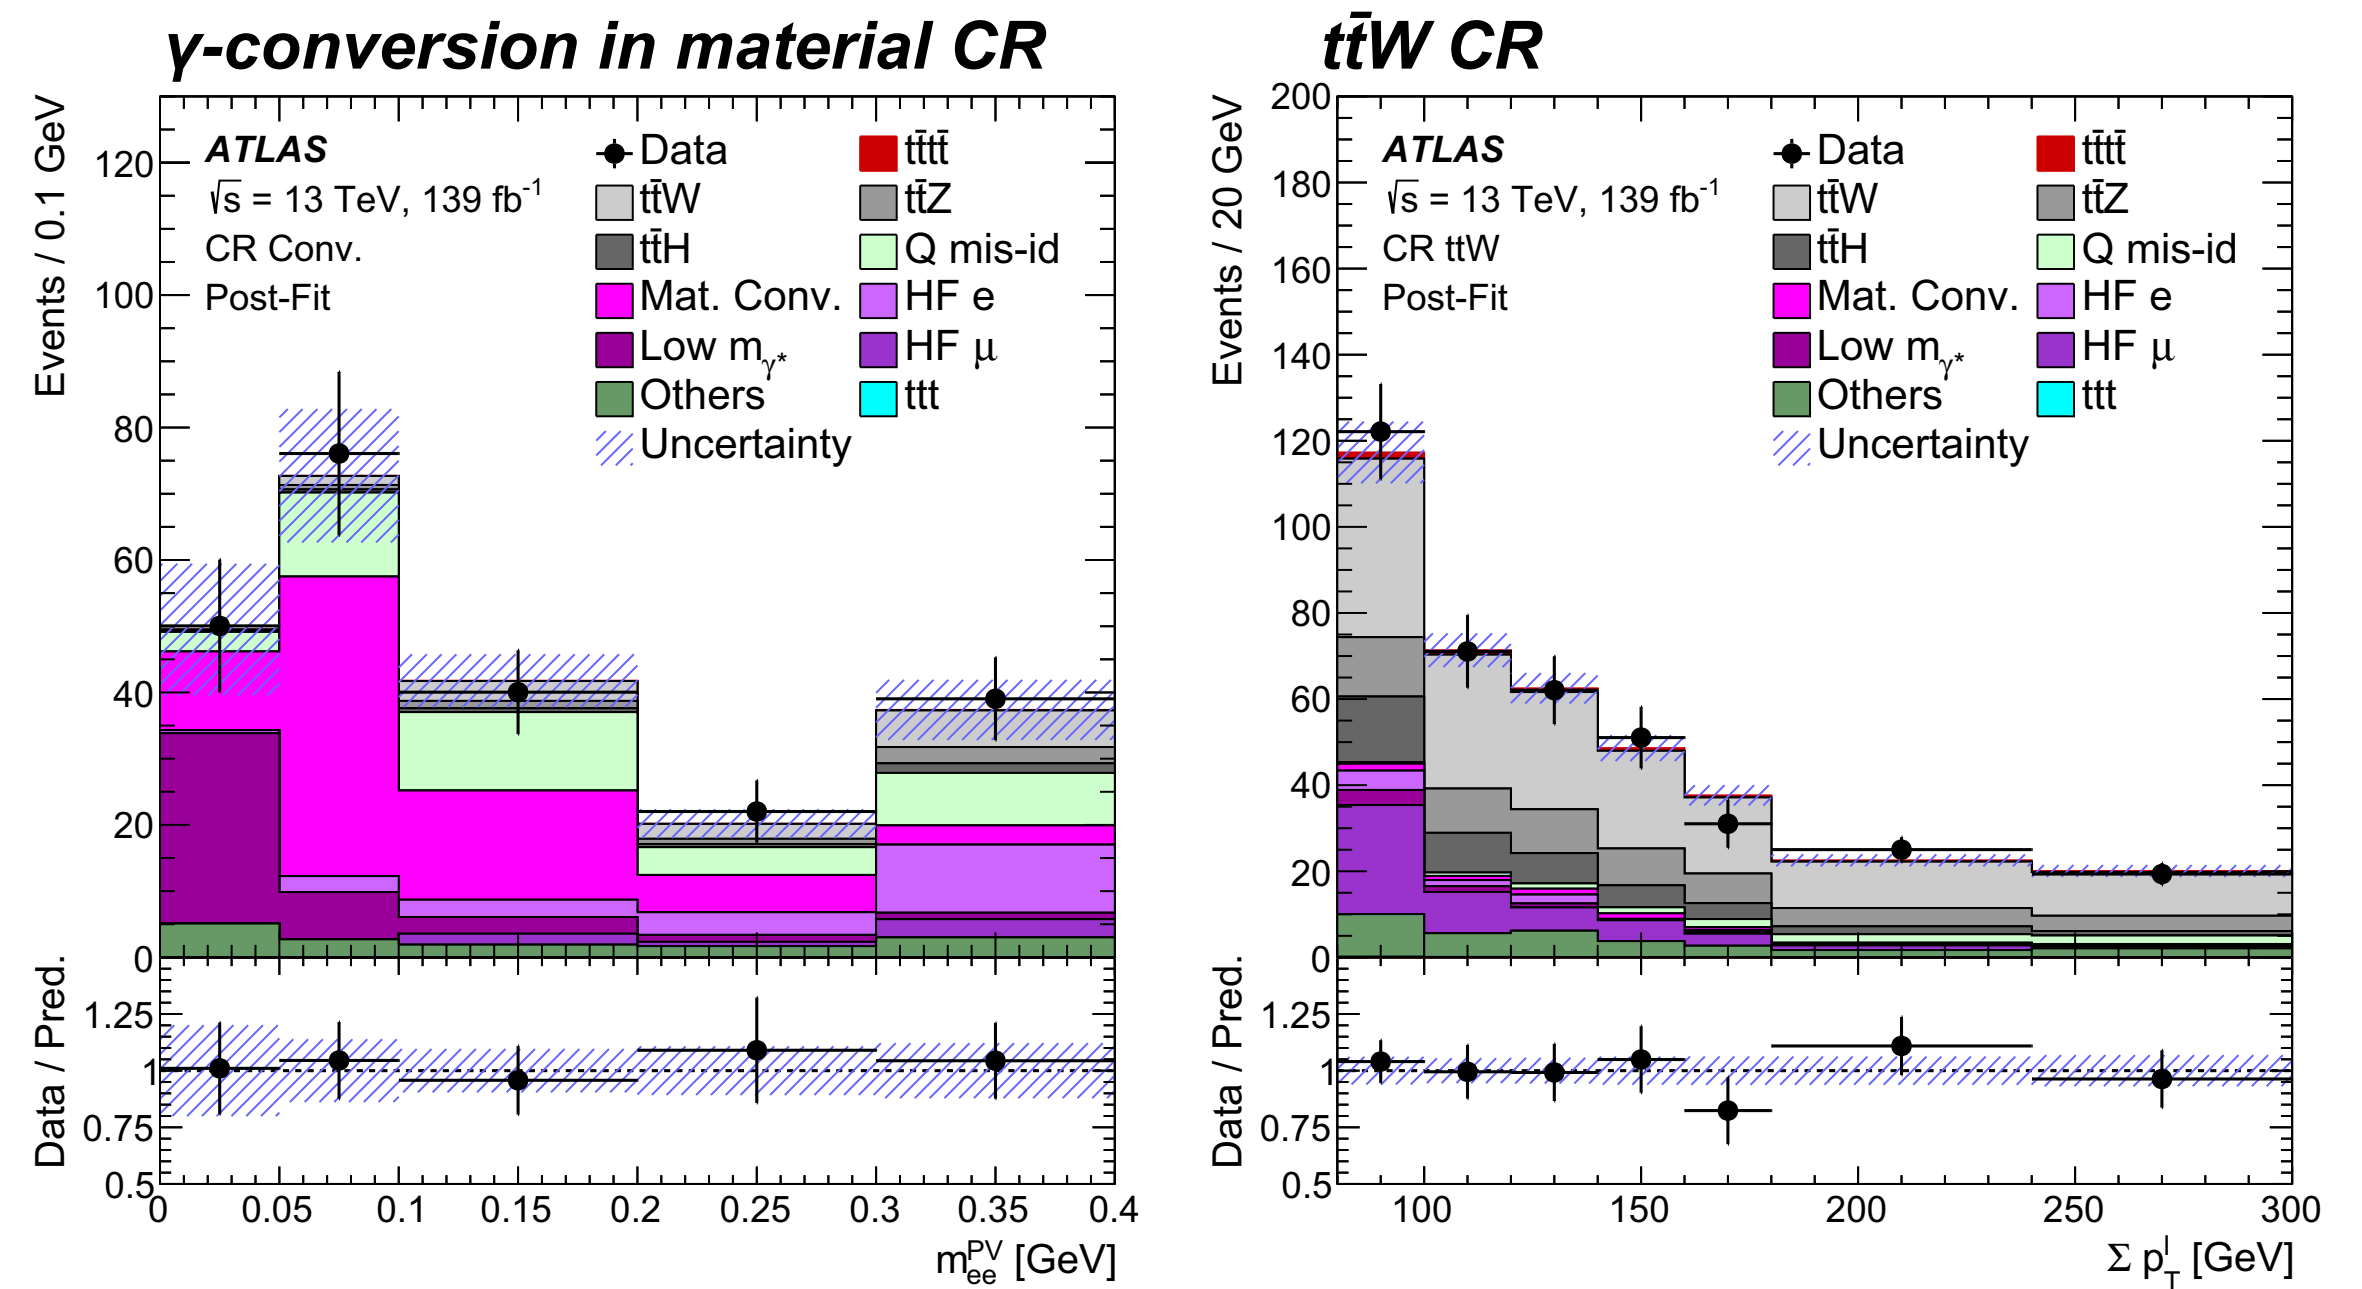 γ-conversion in material CR
Events / 0.1 GeV
120
100
80
60
40
20
0
ATLAS
√s = 13 TeV, 139 fb⁻¹
CR Conv.
Post-Fit
Data
tt̄tt̄
tt̄W
tt̄Z
tt̄H
Q mis-id
Mat. Conv.
HF e
Low m_γ*
HF μ
Others
ttt
Uncertainty
Data / Pred.
1.25
1
0.75
0.5
0 0.05 0.1 0.15 0.2 0.25 0.3 0.35 0.4
m_ee^PV [GeV]
tt̄W CR
Events / 20 GeV
200
180
160
140
120
100
80
60
40
20
0
ATLAS
√s = 13 TeV, 139 fb⁻¹
CR ttW
Post-Fit
Data
tt̄tt̄
tt̄W
tt̄Z
tt̄H
Q mis-id
Mat. Conv.
HF e
Low m_γ*
HF μ
Others
ttt
Uncertainty
Data / Pred.
1.25
1
0.75
0.5
100 150 200 250 300
Σ p_T^l [GeV]